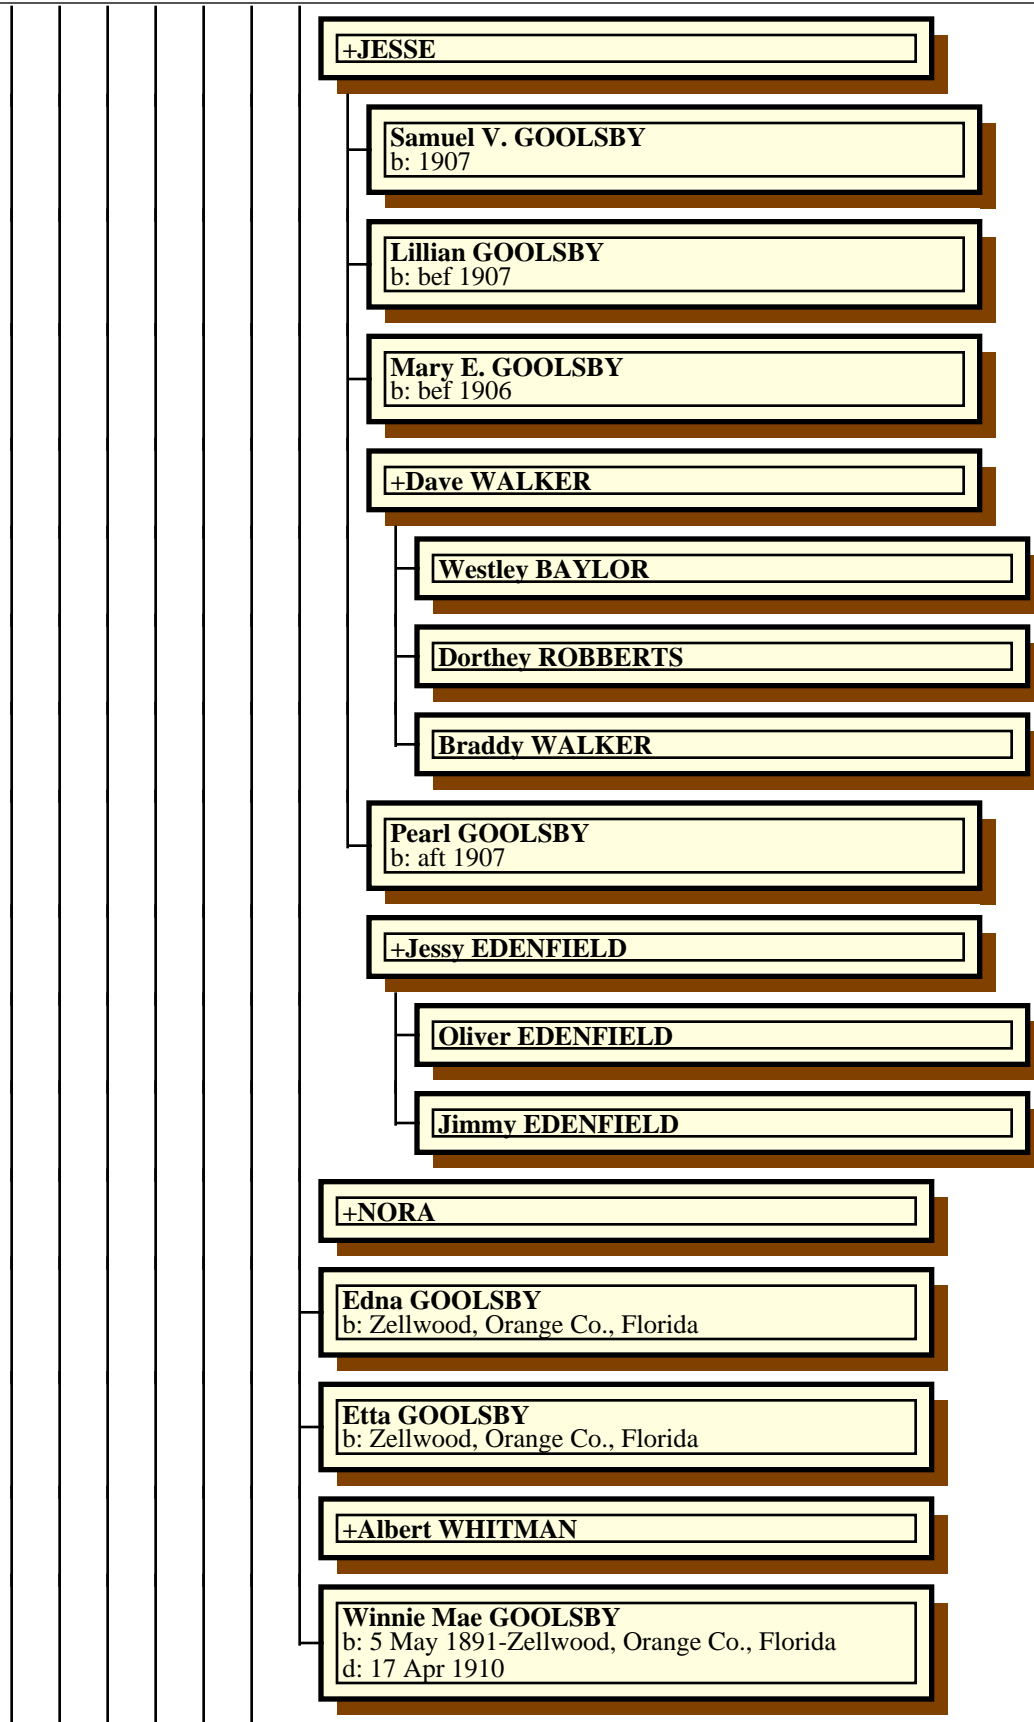 +JESSE
Samuel V. GOOLSBY
b: 1907
Lillian GOOLSBY
b: bef 1907
Mary E. GOOLSBY
b: bef 1906
+Dave WALKER
Westley BAYLOR
Dorthey ROBBERTS
Braddy WALKER
Pearl GOOLSBY
b: aft 1907
+Jessy EDENFIELD
Oliver EDENFIELD
Jimmy EDENFIELD
+NORA
Edna GOOLSBY
b: Zellwood, Orange Co., Florida
Etta GOOLSBY
b: Zellwood, Orange Co., Florida
+Albert WHITMAN
Winnie Mae GOOLSBY
b: 5 May 1891-Zellwood, Orange Co., Florida
d: 17 Apr 1910